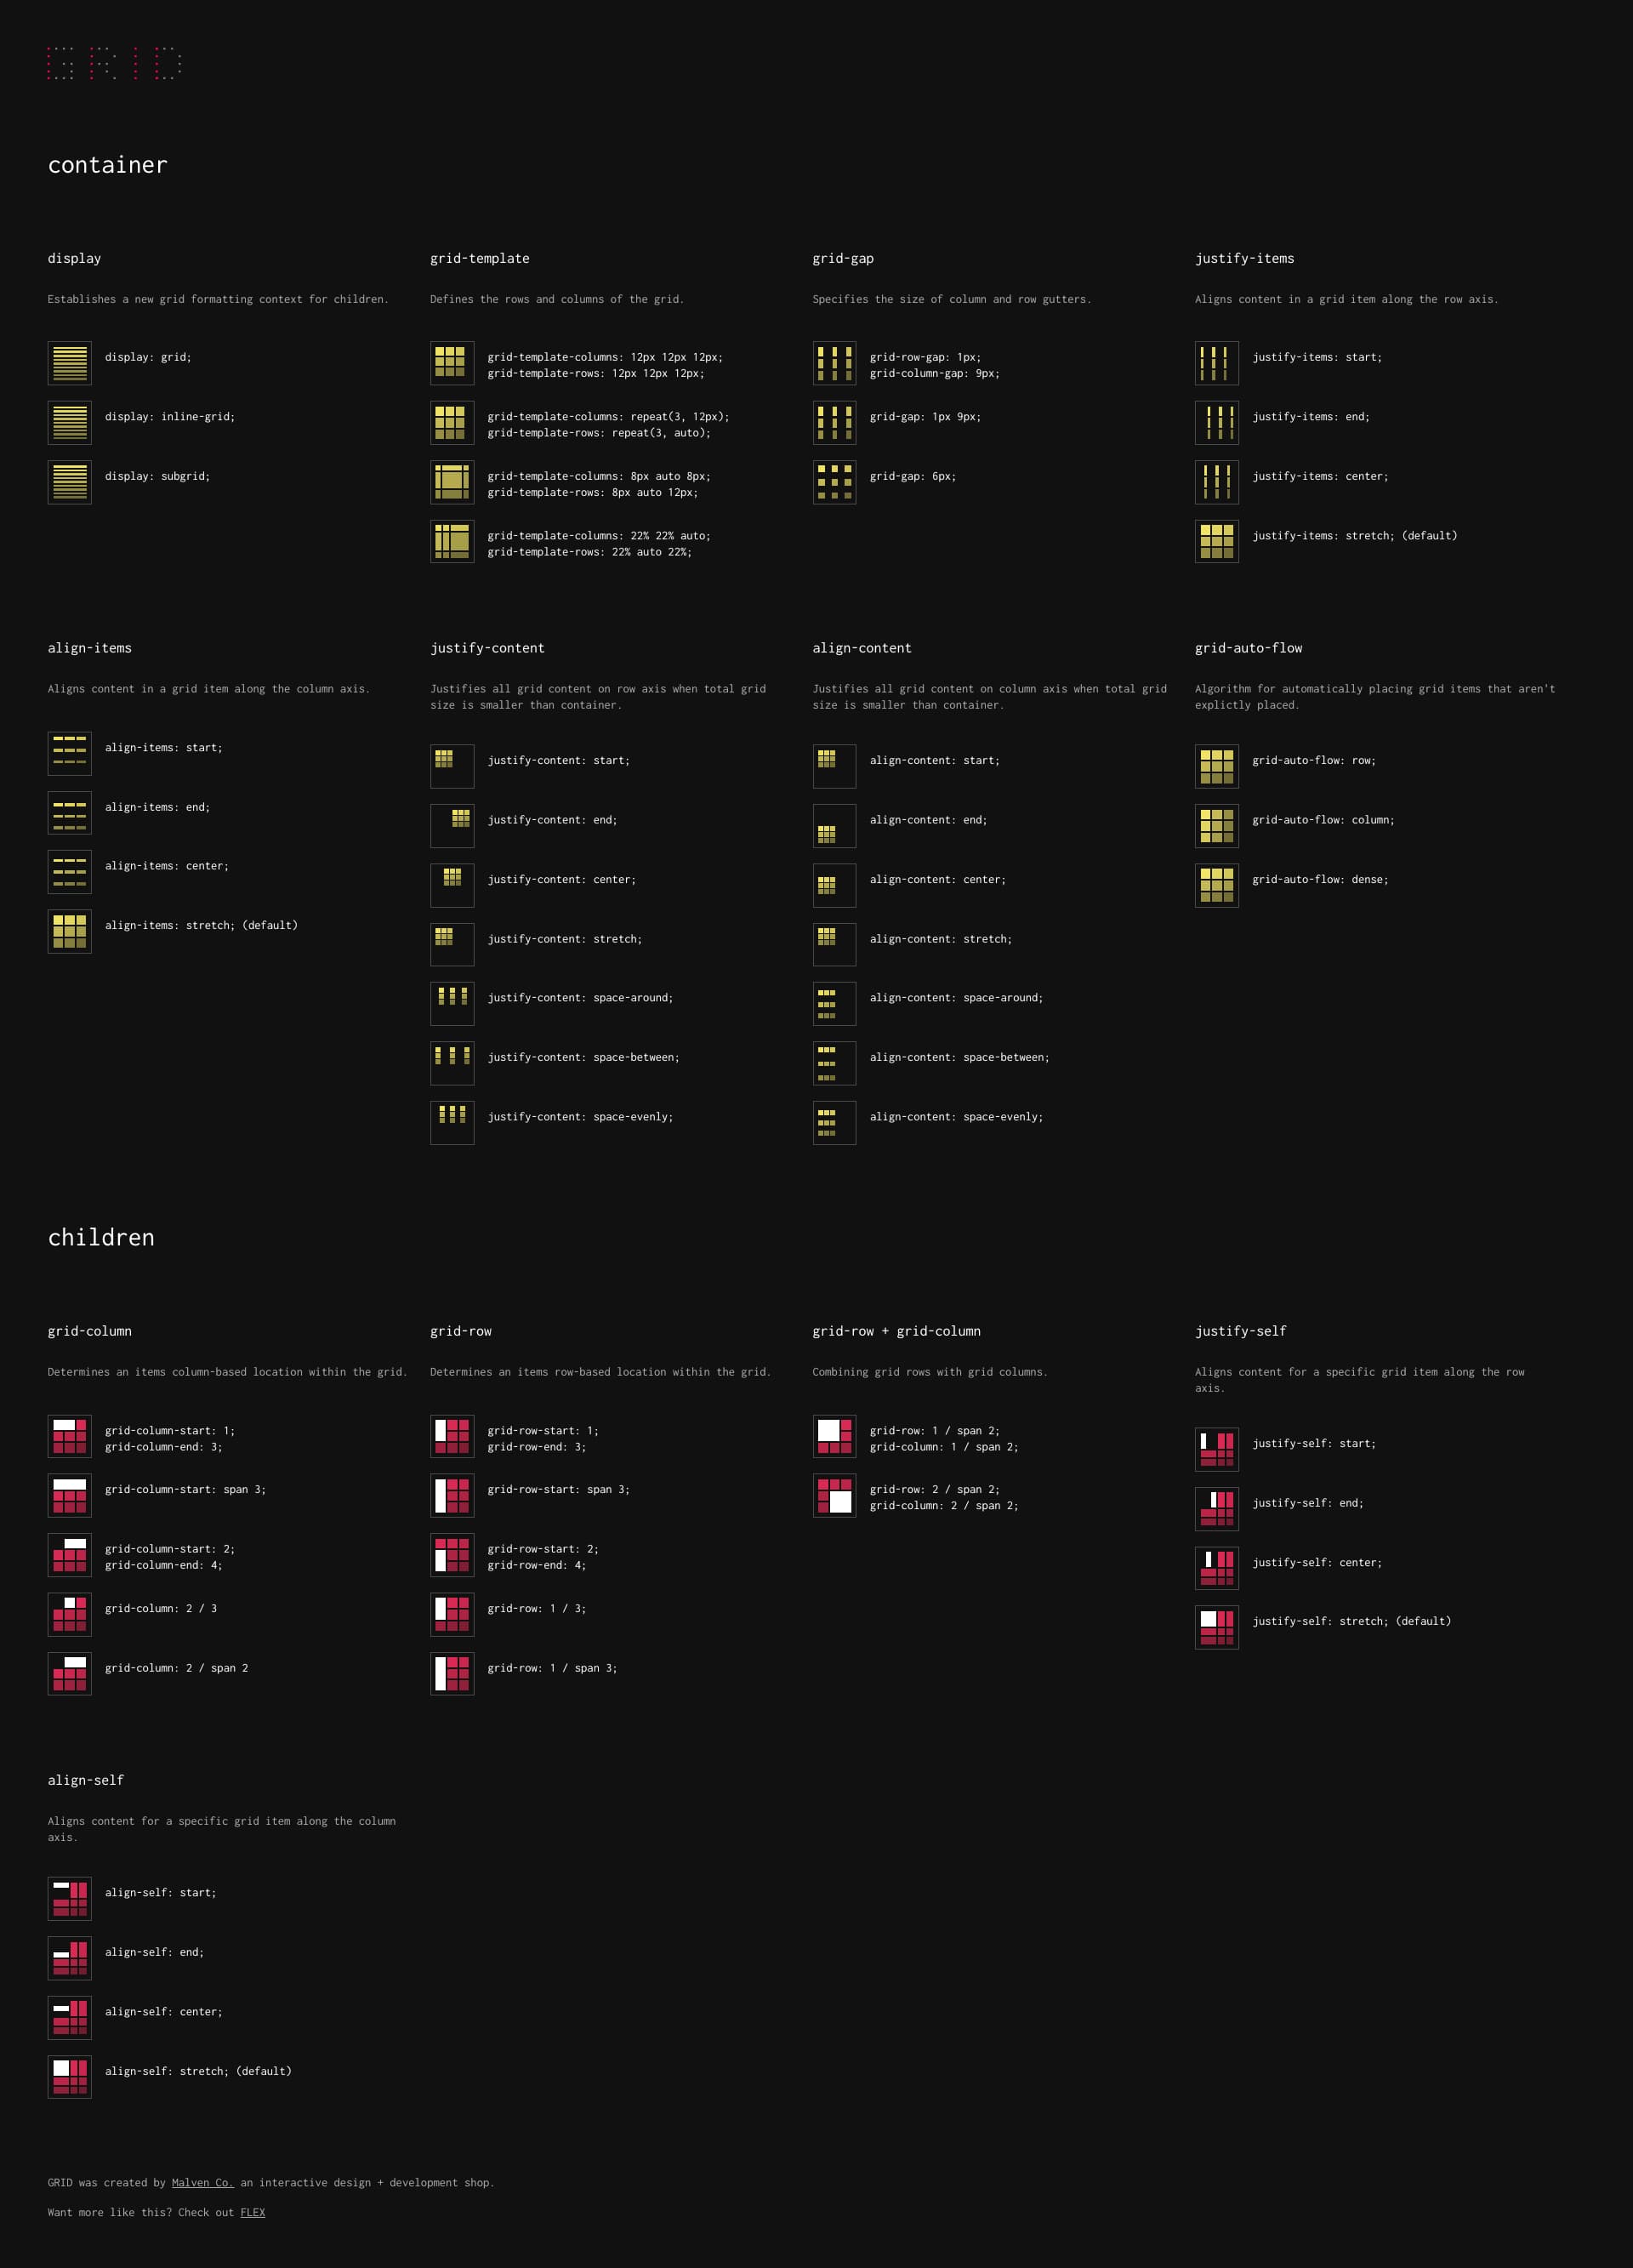 GRID
container
display
Establishes a new grid formatting context for children.
display: grid;
display: inline-grid;
display: subgrid;
grid-template
Defines the rows and columns of the grid.
grid-template-columns: 12px 12px 12px;
grid-template-rows: 12px 12px 12px;
grid-template-columns: repeat(3, 12px);
grid-template-rows: repeat(3, auto);
grid-template-columns: 8px auto 8px;
grid-template-rows: 8px auto 12px;
grid-template-columns: 22% 22% auto;
grid-template-rows: 22% auto 22%;
grid-gap
Specifies the size of column and row gutters.
grid-row-gap: 1px;
grid-column-gap: 9px;
grid-gap: 1px 9px;
grid-gap: 6px;
justify-items
Aligns content in a grid item along the row axis.
justify-items: start;
justify-items: end;
justify-items: center;
justify-items: stretch; (default)
align-items
Aligns content in a grid item along the column axis.
align-items: start;
align-items: end;
align-items: center;
align-items: stretch; (default)
justify-content
Justifies all grid content on row axis when total grid
size is smaller than container.
justify-content: start;
justify-content: end;
justify-content: center;
justify-content: stretch;
justify-content: space-around;
justify-content: space-between;
justify-content: space-evenly;
align-content
Justifies all grid content on column axis when total grid
size is smaller than container.
align-content: start;
align-content: end;
align-content: center;
align-content: stretch;
align-content: space-around;
align-content: space-between;
align-content: space-evenly;
grid-auto-flow
Algorithm for automatically placing grid items that aren't
explictly placed.
grid-auto-flow: row;
grid-auto-flow: column;
grid-auto-flow: dense;
children
grid-column
Determines an items column-based location within the grid.
grid-column-start: 1;
grid-column-end: 3;
grid-column-start: span 3;
grid-column-start: 2;
grid-column-end: 4;
grid-column: 2 / 3
grid-column: 2 / span 2
grid-row
Determines an items row-based location within the grid.
grid-row-start: 1;
grid-row-end: 3;
grid-row-start: span 3;
grid-row-start: 2;
grid-row-end: 4;
grid-row: 1 / 3;
grid-row: 1 / span 3;
grid-row + grid-column
Combining grid rows with grid columns.
grid-row: 1 / span 2;
grid-column: 1 / span 2;
grid-row: 2 / span 2;
grid-column: 2 / span 2;
justify-self
Aligns content for a specific grid item along the row
axis.
justify-self: start;
justify-self: end;
justify-self: center;
justify-self: stretch; (default)
align-self
Aligns content for a specific grid item along the column
axis.
align-self: start;
align-self: end;
align-self: center;
align-self: stretch; (default)
GRID was created by Malven Co. an interactive design + development shop.
Want more like this? Check out FLEX